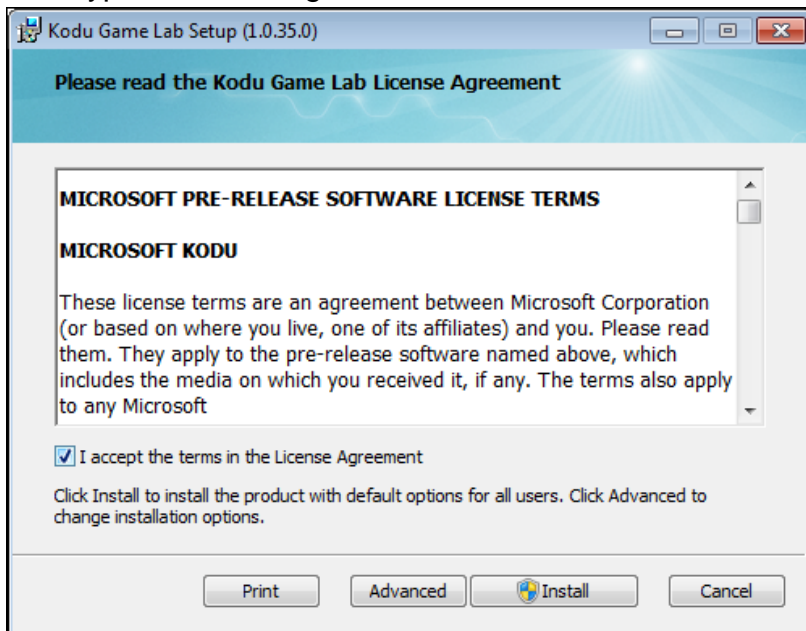 Kodu Game Lab Setup (1.0.35.0)
Please read the Kodu Game Lab License Agreement
MICROSOFT PRE-RELEASE SOFTWARE LICENSE TERMS
MICROSOFT KODU
These license terms are an agreement between Microsoft Corporation
(or based on where you live, one of its affiliates) and you. Please read
them. They apply to the pre-release software named above, which
includes the media on which you received it, if any. The terms also apply
to any Microsoft
I accept the terms in the License Agreement
Click Install to install the product with default options for all users. Click Advanced to
change installation options.
Print Advanced Install Cancel